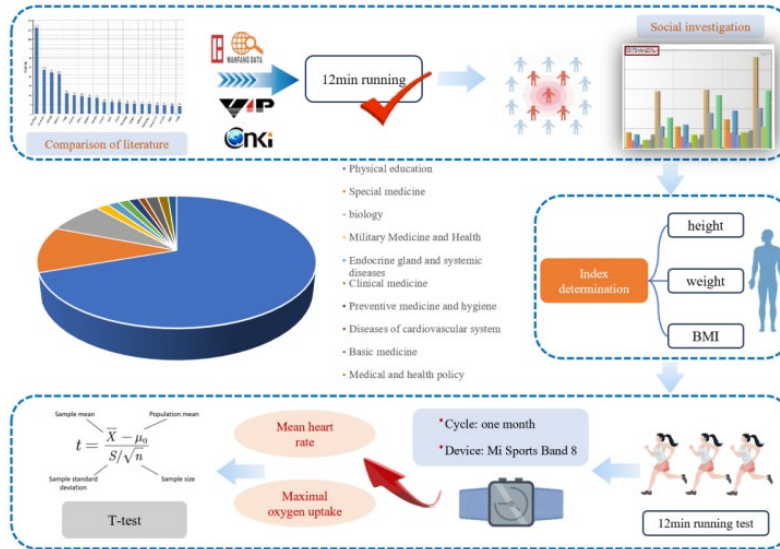 Social investigation
WANFANG DATA
12min running
VIP
Cnki
Comparison of literature
Physical education
Special medicine
biology
Military Medicine and Health
Endocrine gland and systemic
diseases
Clinical medicine
Preventive medicine and hygiene
Diseases of cardiovascular system
Basic medicine
Medical and health policy
height
Index
determination
weight
BMI
Sample mean
Population mean
t = X̄ − μ₀ / S/√n
Sample standard
deviation
Sample size
T-test
Mean heart
rate
Maximal
oxygen uptake
Cycle: one month
Device: Mi Sports Band 8
12min running test